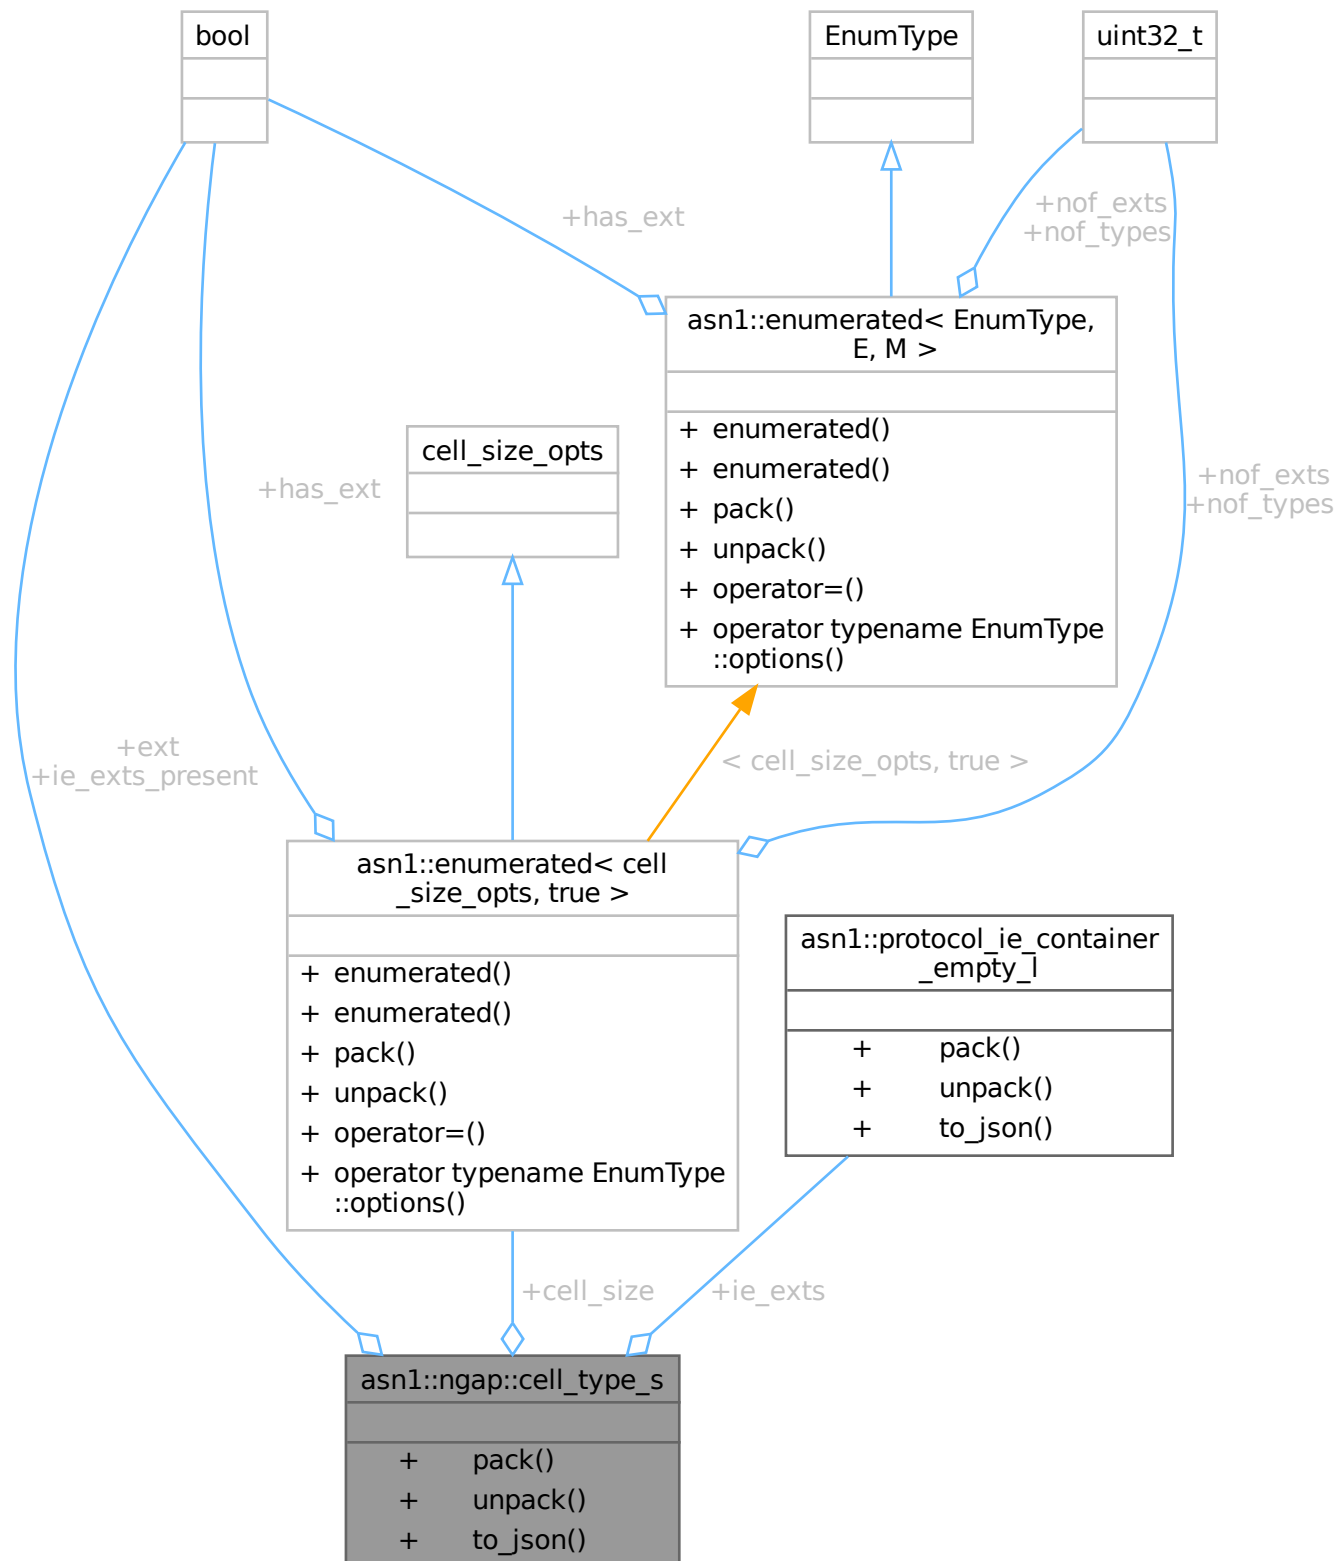 bool
EnumType
uint32_t
+has_ext
+nof_exts
+nof_types
asn1::enumerated< EnumType,
E, M >
+ enumerated()
+ enumerated()
+ pack()
+ unpack()
+ operator=()
+ operator typename EnumType
::options()
cell_size_opts
+has_ext
+nof_exts
+nof_types
+ext
+ie_exts_present
< cell_size_opts, true >
asn1::enumerated< cell
_size_opts, true >
+ enumerated()
+ enumerated()
+ pack()
+ unpack()
+ operator=()
+ operator typename EnumType
::options()
asn1::protocol_ie_container
_empty_l
+ pack()
+ unpack()
+ to_json()
+cell_size
+ie_exts
asn1::ngap::cell_type_s
+ pack()
+ unpack()
+ to_json()